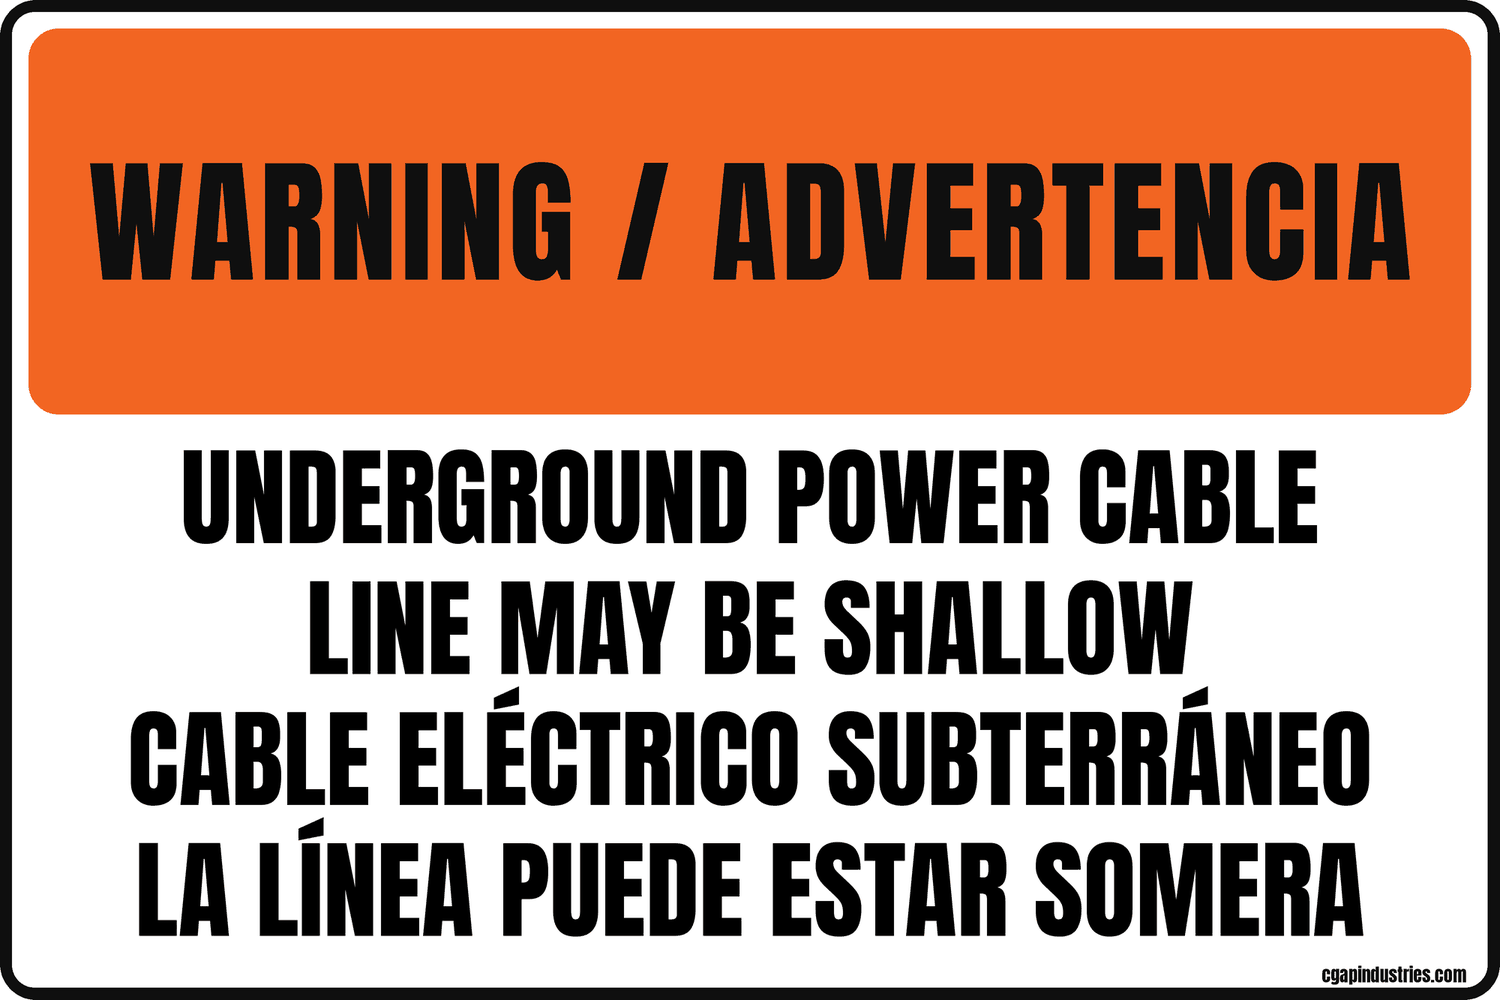 WARNING / ADVERTENCIA
UNDERGROUND POWER CABLE
LINE MAY BE SHALLOW
CABLE ELÉCTRICO SUBTERRÁNEO
LA LÍNEA PUEDE ESTAR SOMERA
cgapindustries.com